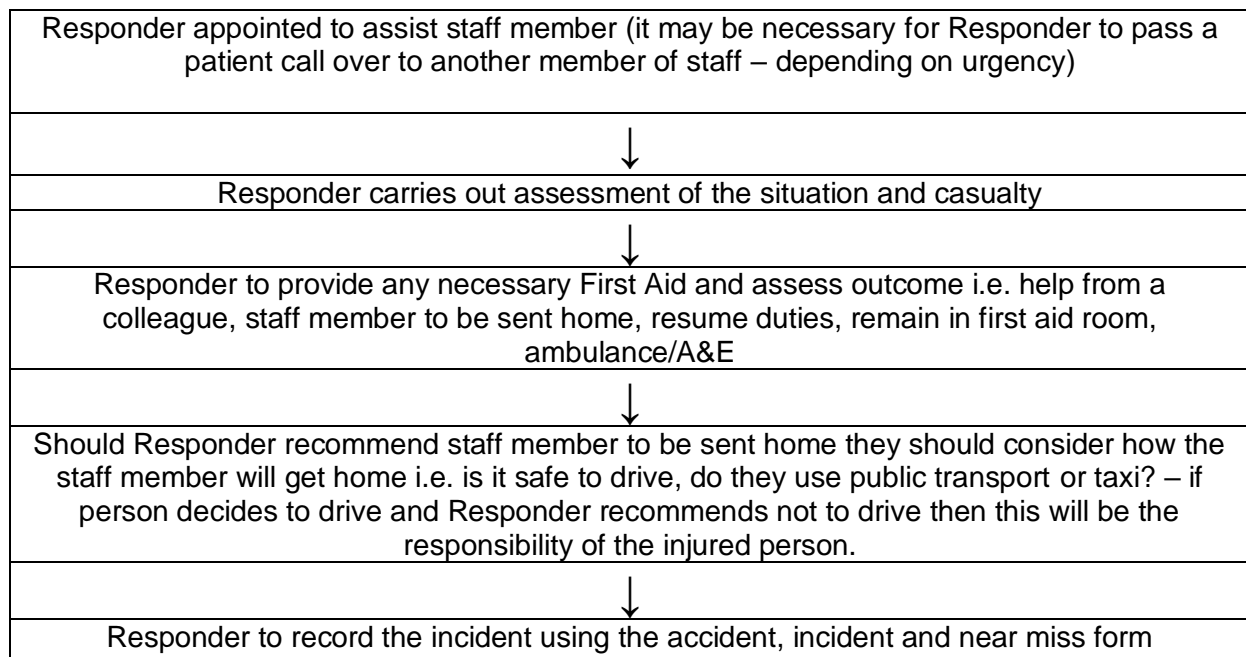 Responder appointed to assist staff member (it may be necessary for Responder to pass a
patient call over to another member of staff – depending on urgency)
↓
Responder carries out assessment of the situation and casualty
↓
Responder to provide any necessary First Aid and assess outcome i.e. help from a
colleague, staff member to be sent home, resume duties, remain in first aid room,
ambulance/A&E
↓
Should Responder recommend staff member to be sent home they should consider how the
staff member will get home i.e. is it safe to drive, do they use public transport or taxi? – if
person decides to drive and Responder recommends not to drive then this will be the
responsibility of the injured person.
↓
Responder to record the incident using the accident, incident and near miss form